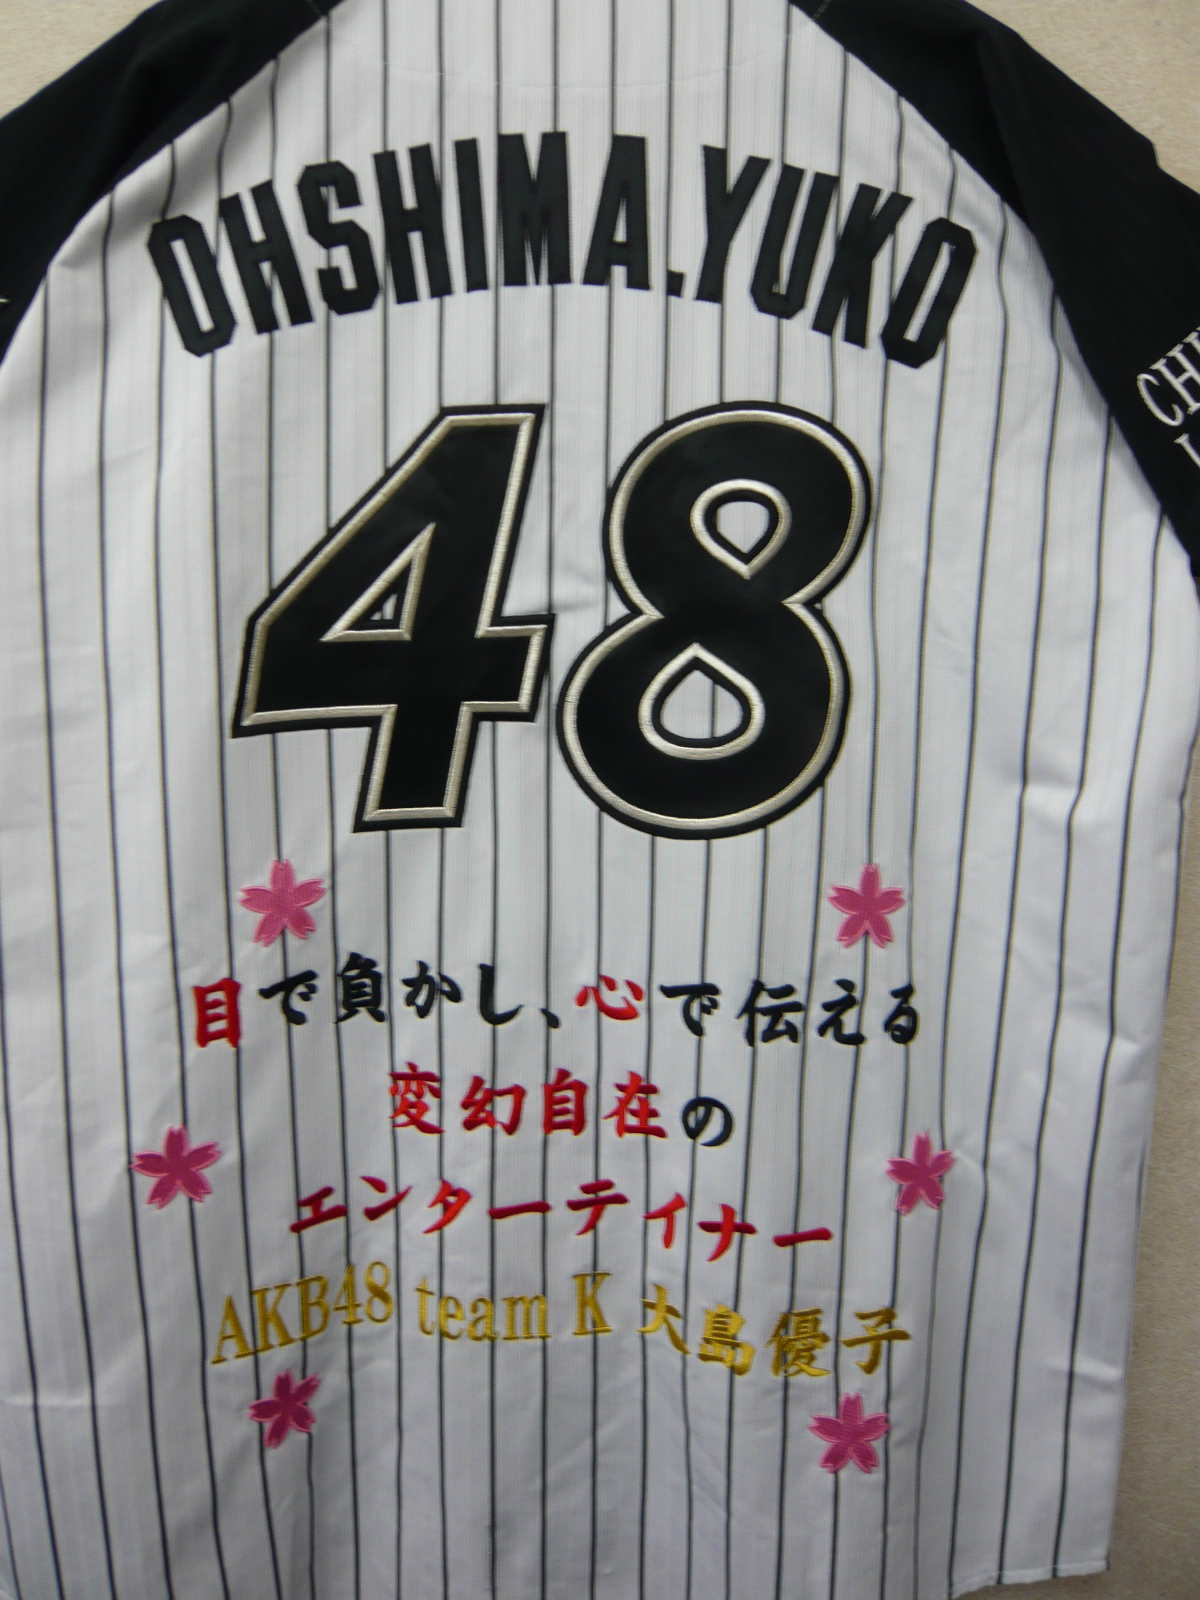 OHSHIMA.YUKO
48
目で負かし、心で伝える
変幻自在の
エンターティナー
AKB48 team K 大島優子